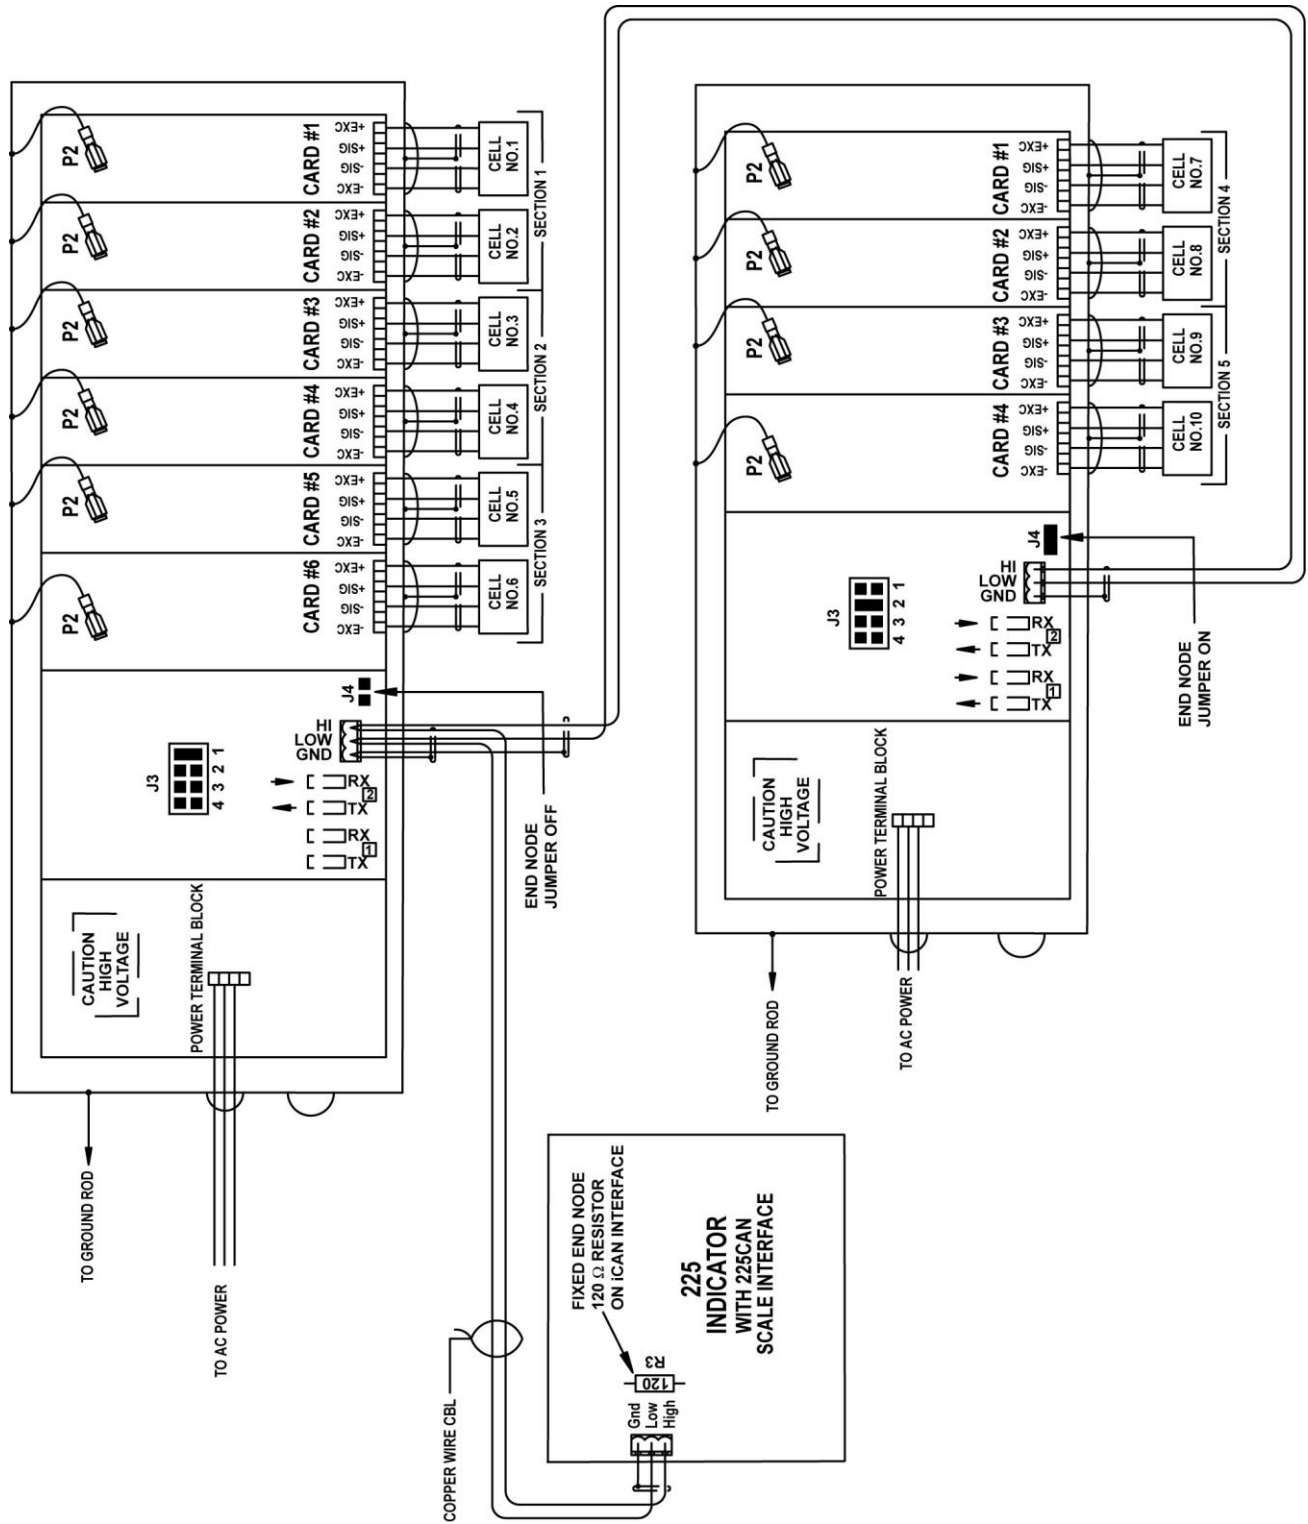 P2
CARD #1
+EXC
+SIG
-SIG
-EXC
CELL
NO.1
P2
CARD #2
+EXC
+SIG
-SIG
-EXC
CELL
NO.2
SECTION 1
P2
CARD #3
+EXC
+SIG
-SIG
-EXC
CELL
NO.3
P2
CARD #4
+EXC
+SIG
-SIG
-EXC
CELL
NO.4
SECTION 2
P2
CARD #5
+EXC
+SIG
-SIG
-EXC
CELL
NO.5
P2
CARD #6
+EXC
+SIG
-SIG
-EXC
CELL
NO.6
SECTION 3
J4
HI
LOW
GND
J3
1
2
3
4
RX
2
TX
RX
1
TX
END NODE
JUMPER OFF
CAUTION
HIGH
VOLTAGE
POWER TERMINAL BLOCK
TO GROUND ROD
TO AC POWER
P2
CARD #1
+EXC
+SIG
-SIG
-EXC
CELL
NO.7
P2
CARD #2
+EXC
+SIG
-SIG
-EXC
CELL
NO.8
SECTION 4
P2
CARD #3
+EXC
+SIG
-SIG
-EXC
CELL
NO.9
P2
CARD #4
+EXC
+SIG
-SIG
-EXC
CELL
NO.10
SECTION 5
J4
HI
LOW
GND
J3
1
2
3
4
RX
2
TX
RX
1
TX
END NODE
JUMPER ON
CAUTION
HIGH
VOLTAGE
POWER TERMINAL BLOCK
TO GROUND ROD
TO AC POWER
COPPER WIRE CBL
FIXED END NODE
120 Ω RESISTOR
ON iCAN INTERFACE
225
INDICATOR
WITH 225CAN
SCALE INTERFACE
R3
120
Gnd
Low
High